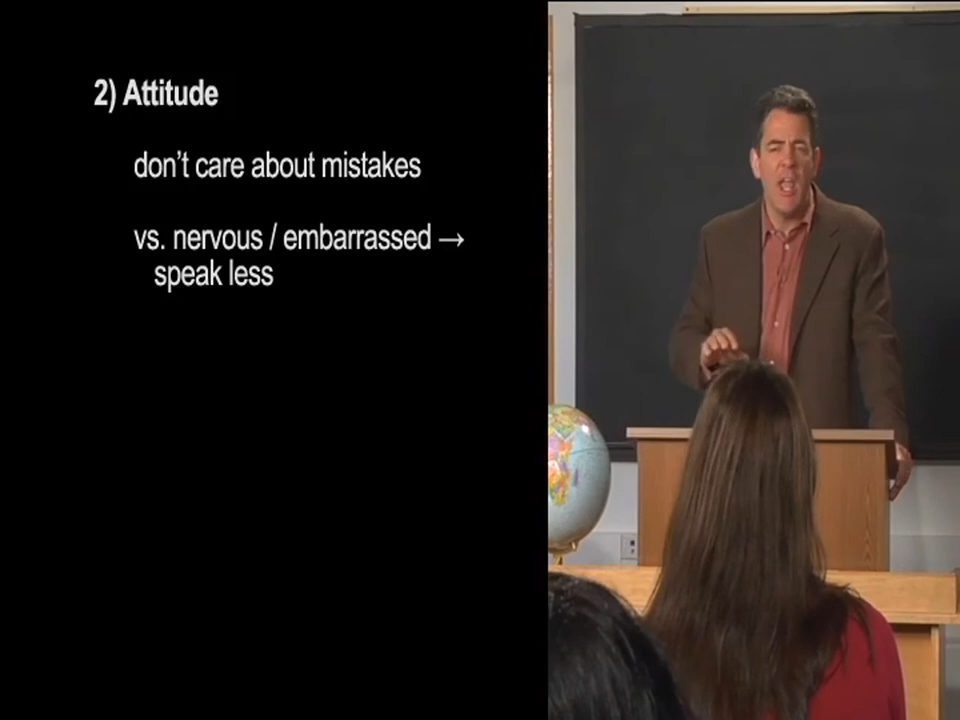 2) Attitude
don't care about mistakes
vs. nervous / embarrassed →
speak less